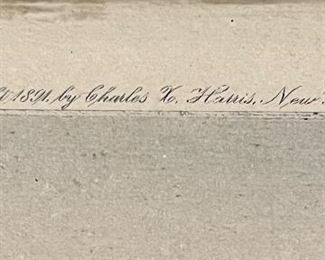 t 1891, by Charles X. Harris, New